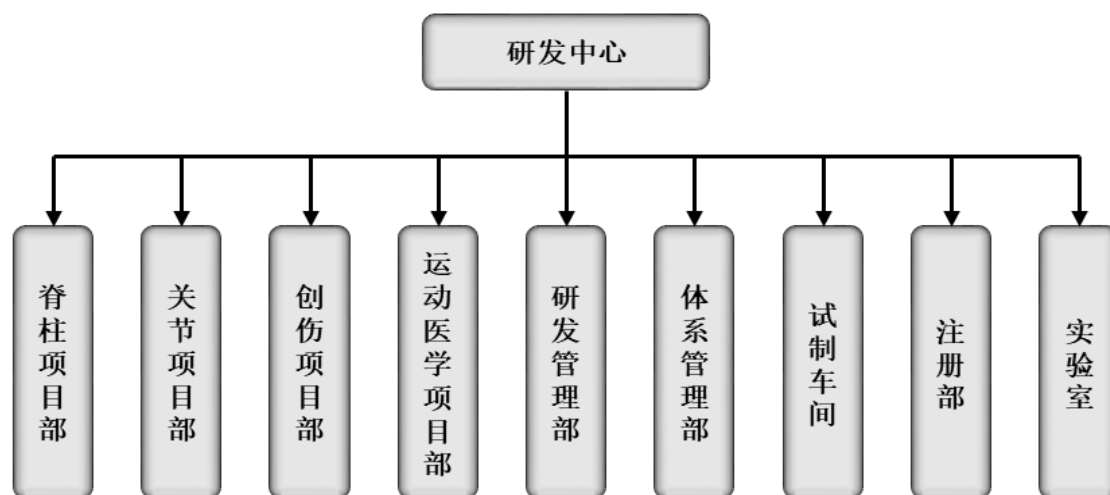 研发中心
脊柱项目部
关节项目部
创伤项目部
运动医学项目部
研发管理部
体系管理部
试制车间
注册部
实验室